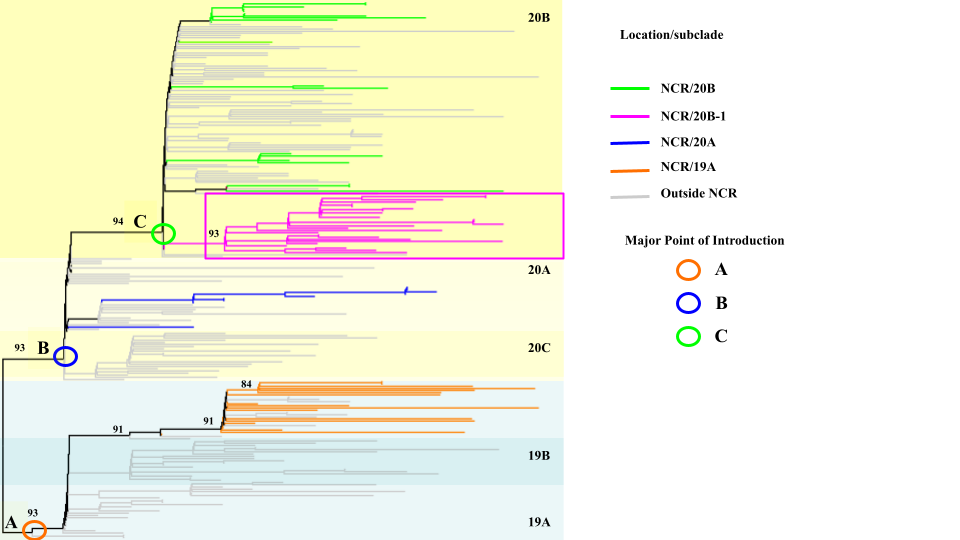 20B
94
C
93
20A
93
B
20C
84
91
91
19B
93
A
19A
Location/subclade
NCR/20B
NCR/20B-1
NCR/20A
NCR/19A
Outside NCR
Major Point of Introduction
A
B
C